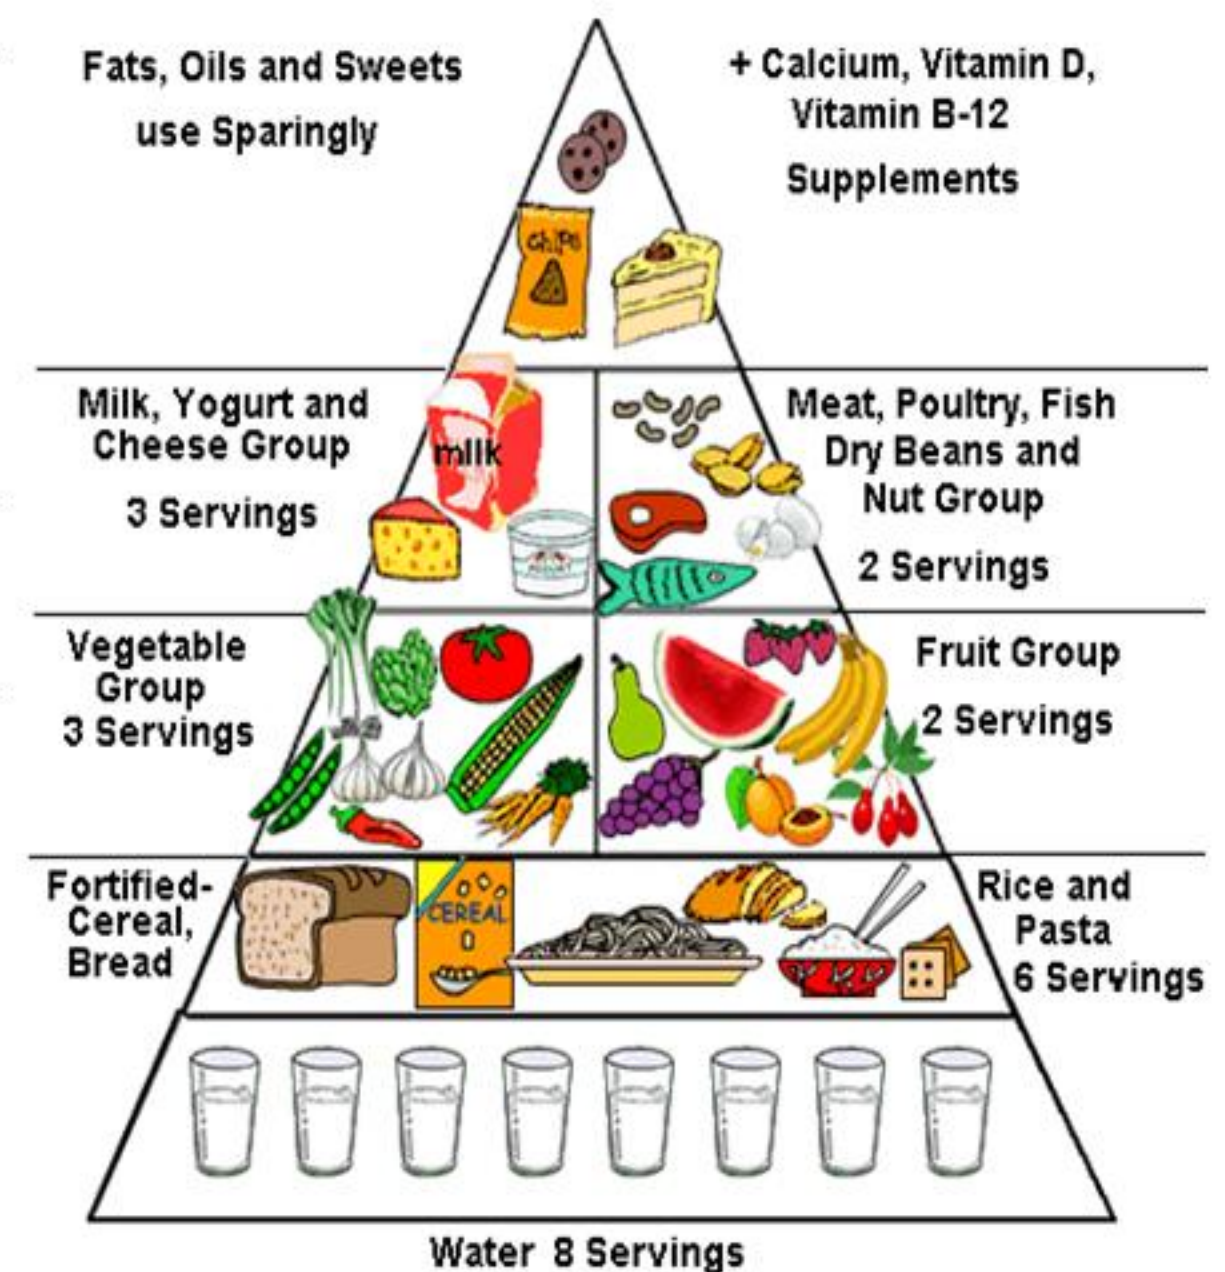 Fats, Oils and Sweets
use Sparingly
+ Calcium, Vitamin D,
Vitamin B-12
Supplements
chips
Milk, Yogurt and
Cheese Group
3 Servings
milk
YOGURT
Meat, Poultry, Fish
Dry Beans and
Nut Group
2 Servings
Vegetable
Group
3 Servings
Fruit Group
2 Servings
Fortified-
Cereal,
Bread
CEREAL
Rice and
Pasta
6 Servings
Water 8 Servings